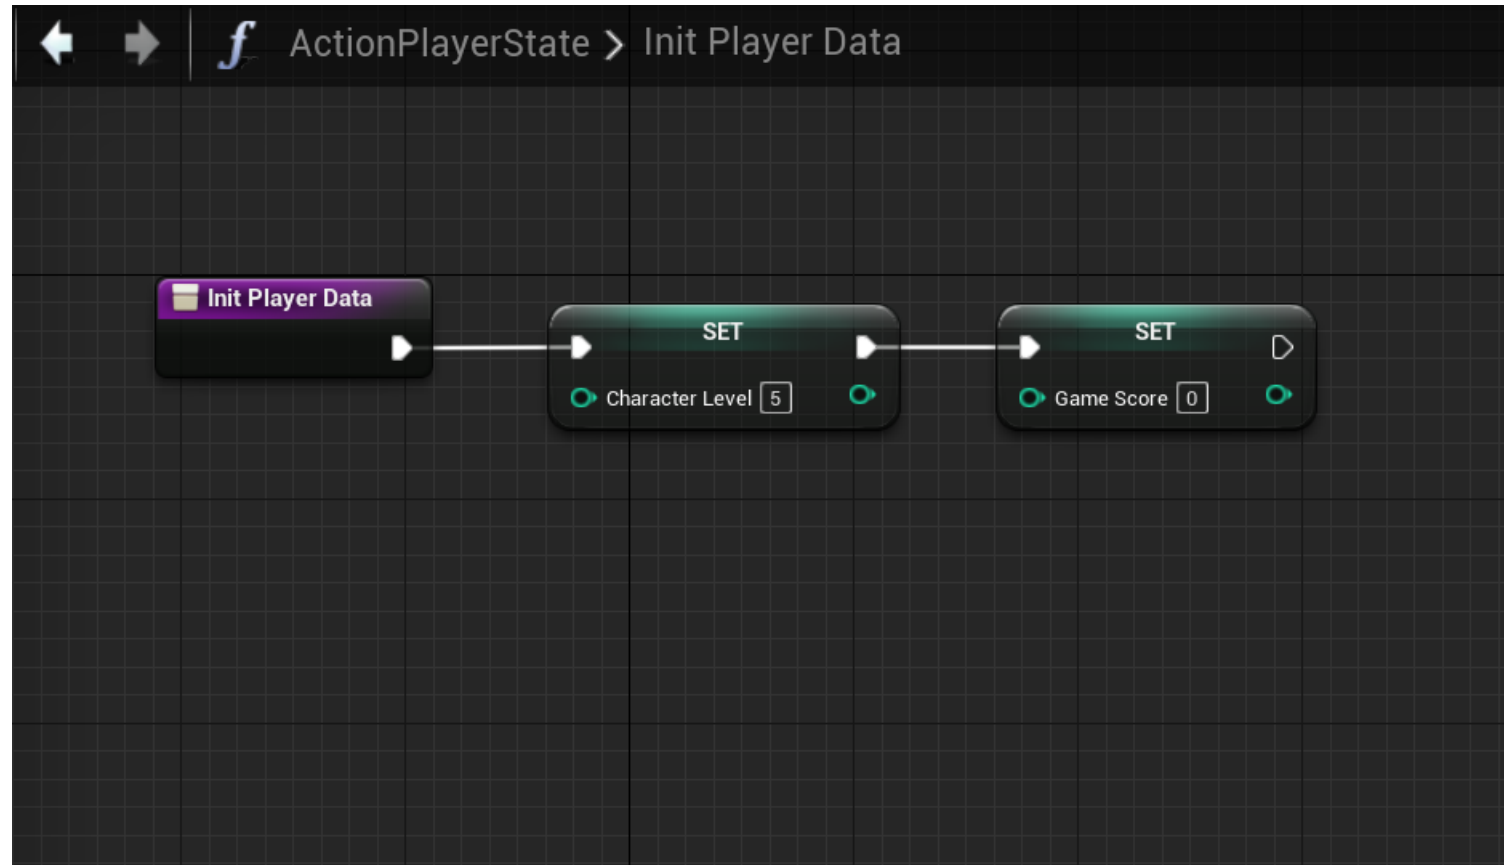 ActionPlayerState > Init Player Data
Init Player Data
SET
Character Level 5
SET
Game Score 0